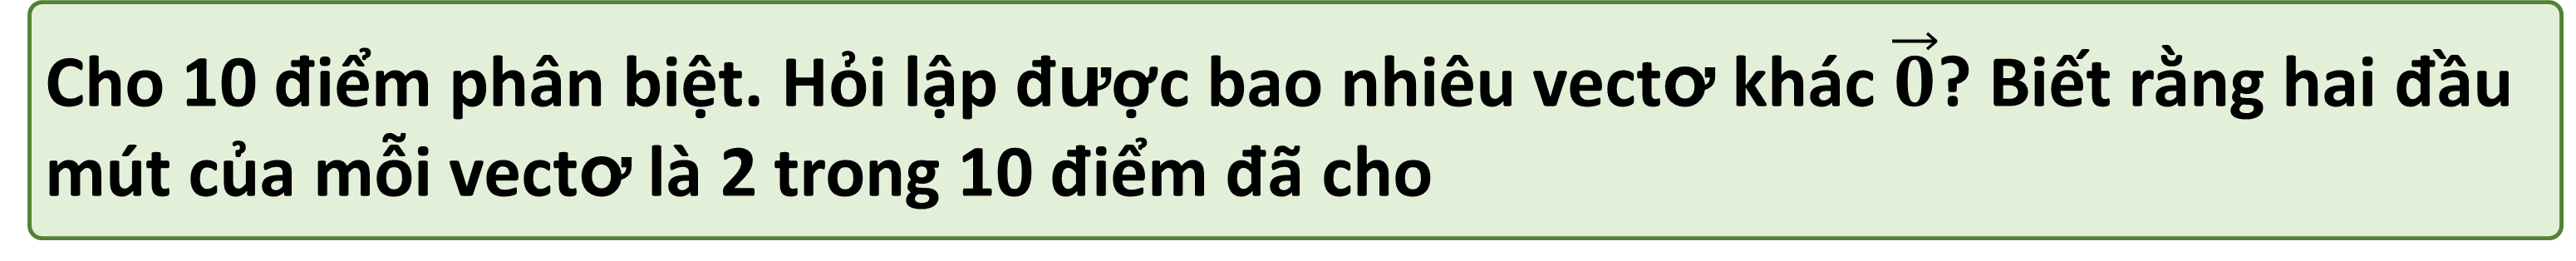 Cho 10 điểm phân biệt. Hỏi lập được bao nhiêu vectơ khác $\overrightarrow{0}$? Biết rằng hai đầu
mút của mỗi vectơ là 2 trong 10 điểm đã cho